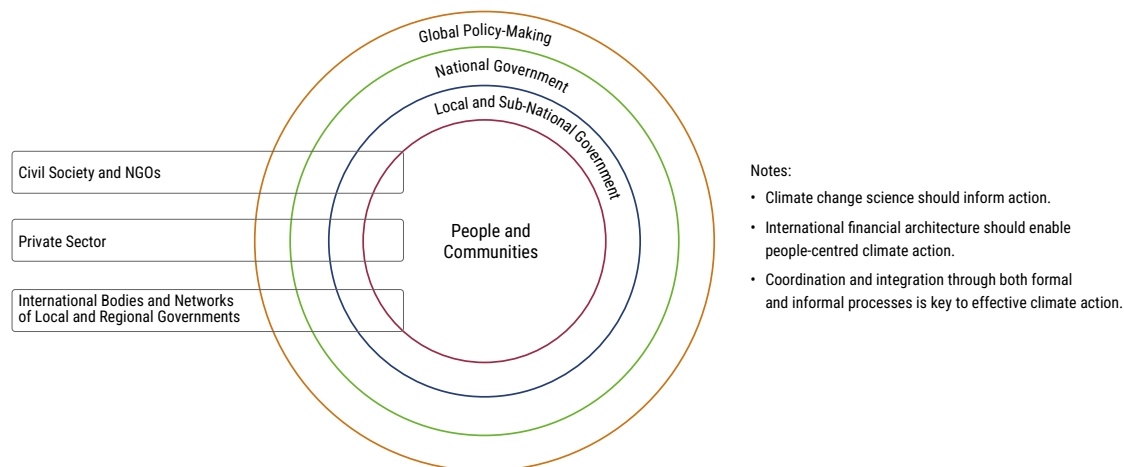 Global Policy-Making
National Government
Local and Sub-National Government
Civil Society and NGOs
Private Sector
International Bodies and Networks
of Local and Regional Governments
People and
Communities
Notes:
• Climate change science should inform action.
• International financial architecture should enable
people-centred climate action.
• Coordination and integration through both formal
and informal processes is key to effective climate action.